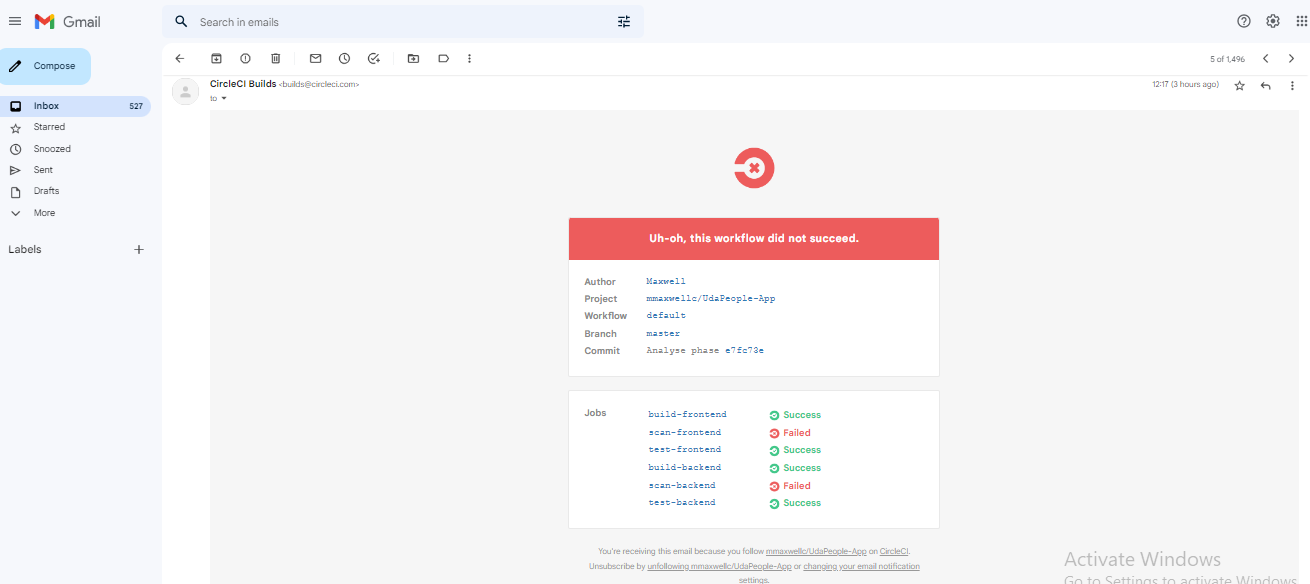 Gmail
Search in emails
Compose
5 of 1,496
CircleCI Builds <builds@circleci.com>
12:17 (3 hours ago)
to
Inbox 527
Starred
Snoozed
Sent
Drafts
More
Labels
Uh-oh, this workflow did not succeed.
Author Maxwell
Project mmaxwellc/UdaPeople-App
Workflow default
Branch master
Commit Analyse phase e7fc73e
Jobs build-frontend Success
scan-frontend Failed
test-frontend Success
build-backend Success
scan-backend Failed
test-backend Success
You're receiving this email because you follow mmaxwellc/UdaPeople-App on CircleCI.
Unsubscribe by unfollowing mmaxwellc/UdaPeople-App or changing your email notification
settings.
Activate Windows
Go to Settings to activate Windows